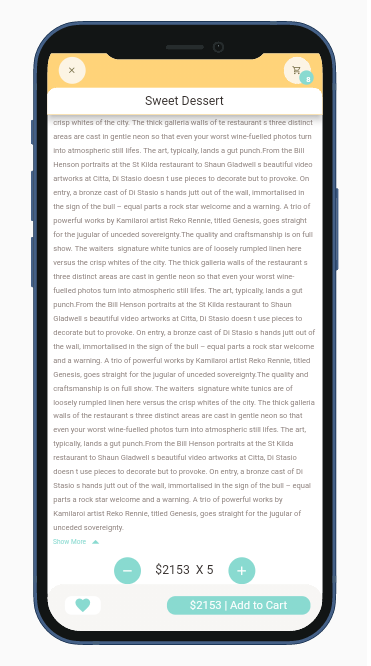 8
Sweet Dessert
crisp whites of the city. The thick galleria walls of te restaurant s three distinct
areas are cast in gentle neon so that even your worst wine-fuelled photos turn
into atmospheric still lifes. The art, typically, lands a gut punch.From the Bill
Henson portraits at the St Kilda restaurant to Shaun Gladwell s beautiful video
artworks at Citta, Di Stasio doesn t use pieces to decorate but to provoke. On
entry, a bronze cast of Di Stasio s hands jutt out of the wall, immortalised in
the sign of the bull – equal parts a rock star welcome and a warning. A trio of
powerful works by Kamilaroi artist Reko Rennie, titled Genesis, goes straight
for the jugular of unceded sovereignty.The quality and craftsmanship is on full
show. The waiters  signature white tunics are of loosely rumpled linen here
versus the crisp whites of the city. The thick galleria walls of the restaurant s
three distinct areas are cast in gentle neon so that even your worst wine-
fuelled photos turn into atmospheric still lifes. The art, typically, lands a gut
punch.From the Bill Henson portraits at the St Kilda restaurant to Shaun
Gladwell s beautiful video artworks at Citta, Di Stasio doesn t use pieces to
decorate but to provoke. On entry, a bronze cast of Di Stasio s hands jutt out of
the wall, immortalised in the sign of the bull – equal parts a rock star welcome
and a warning. A trio of powerful works by Kamilaroi artist Reko Rennie, titled
Genesis, goes straight for the jugular of unceded sovereignty.The quality and
craftsmanship is on full show. The waiters  signature white tunics are of
loosely rumpled linen here versus the crisp whites of the city. The thick galleria
walls of the restaurant s three distinct areas are cast in gentle neon so that
even your worst wine-fuelled photos turn into atmospheric still lifes. The art,
typically, lands a gut punch.From the Bill Henson portraits at the St Kilda
restaurant to Shaun Gladwell s beautiful video artworks at Citta, Di Stasio
doesn t use pieces to decorate but to provoke. On entry, a bronze cast of Di
Stasio s hands jutt out of the wall, immortalised in the sign of the bull – equal
parts a rock star welcome and a warning. A trio of powerful works by
Kamilaroi artist Reko Rennie, titled Genesis, goes straight for the jugular of
unceded sovereignty.
Show More
$2153 X 5
$2153 | Add to Cart